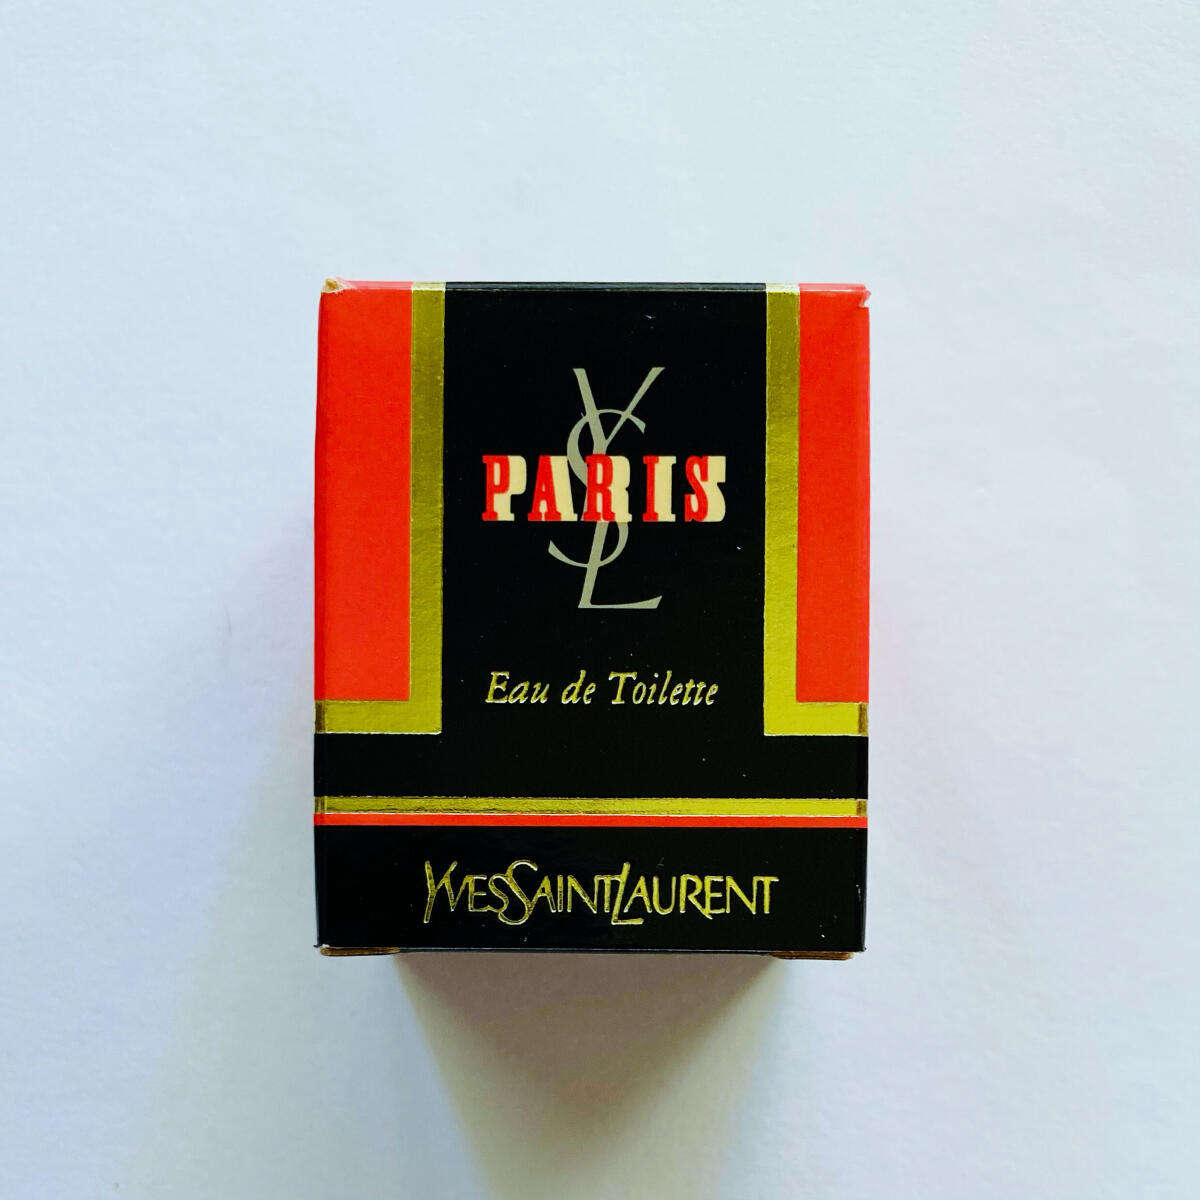 YSL
PARIS
Eau de Toilette
YVES SAINT LAURENT